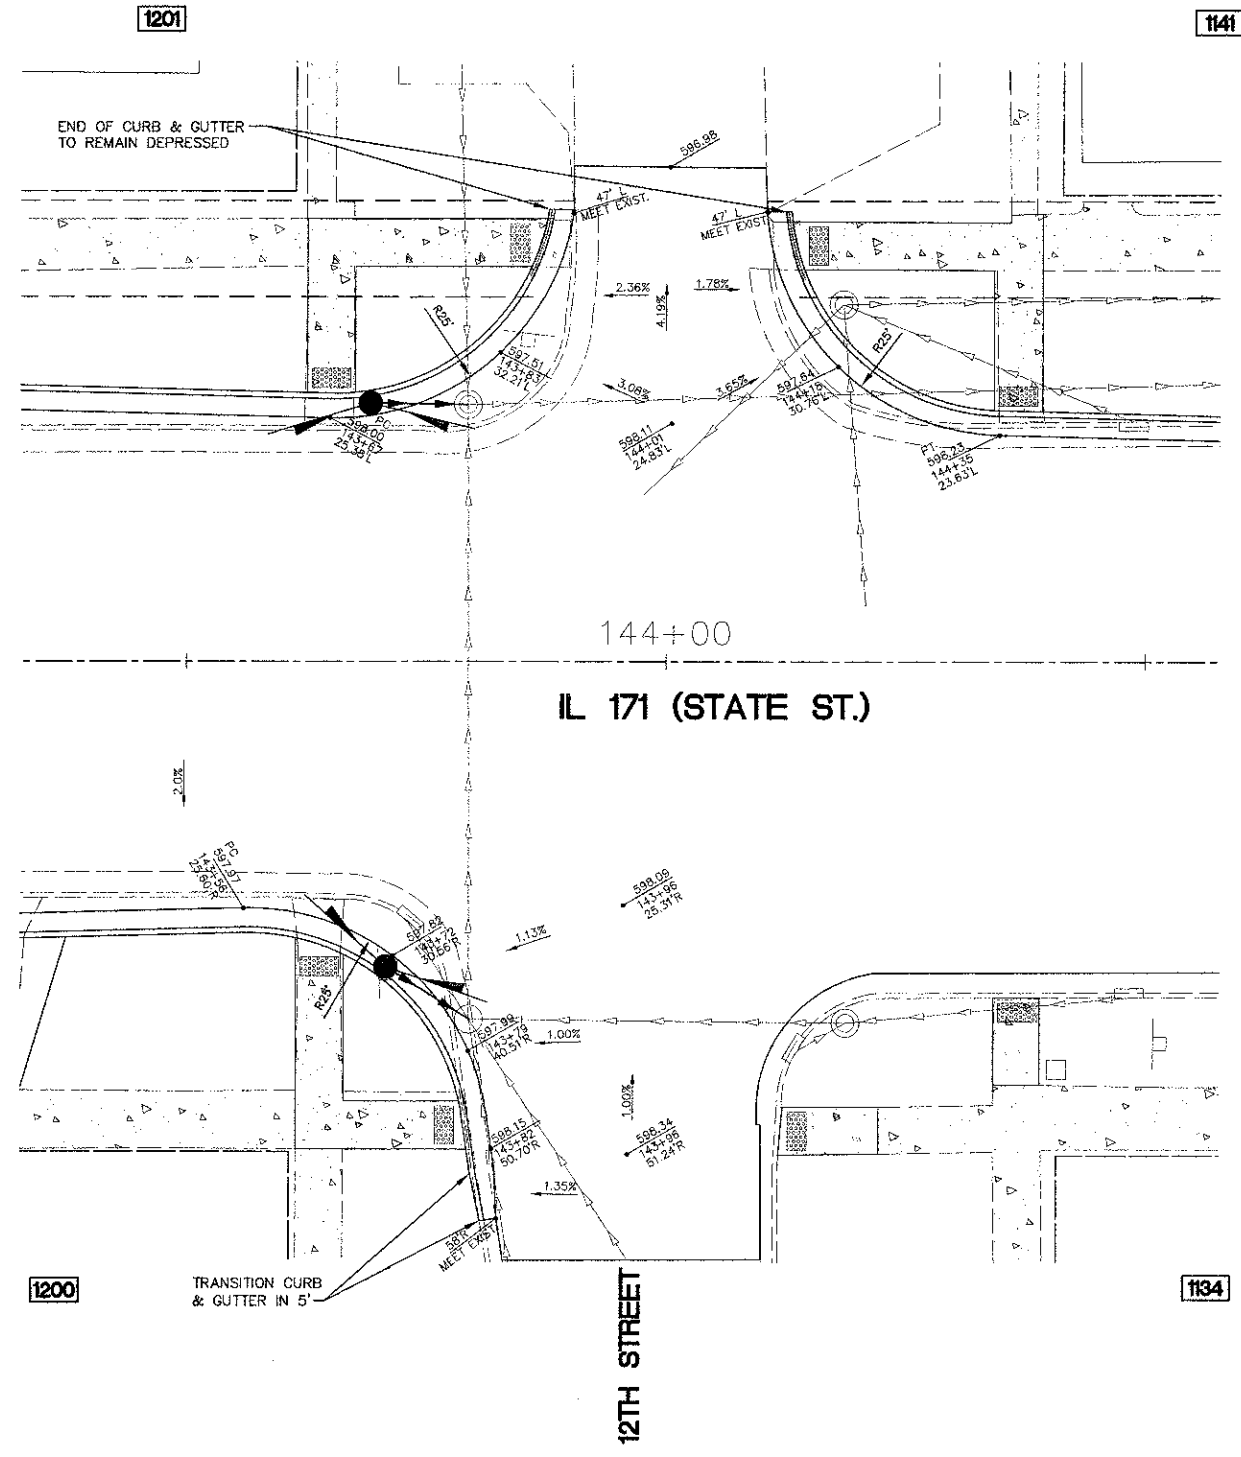 1201
1141
END OF CURB & GUTTER
TO REMAIN DEPRESSED
596.98
47' L
MEET EXIST.
47' L
MEET EXIST.
2.36%
1.78%
4.19%
R25'
R25'
597.51
143+83
32.21'L
3.08%
3.65%
597.64
144+18
30.76'L
PC
598.00
143+67
25.38'L
598.11
144+01
24.83'L
PT
598.23
144+35
23.63'L
144+00
IL 171 (STATE ST.)
2.0%
PC
597.97
143+56
25.60'R
598.09
143+96
25.31'R
597.82
143+72
30.56'R
1.13%
R25'
597.99
143+79
40.51'R
1.00%
1.00%
598.15
143+82
50.70'R
598.34
143+96
51.24'R
1.35%
58'R
MEET EXIST.
1200
TRANSITION CURB
& GUTTER IN 5'
1134
12TH STREET